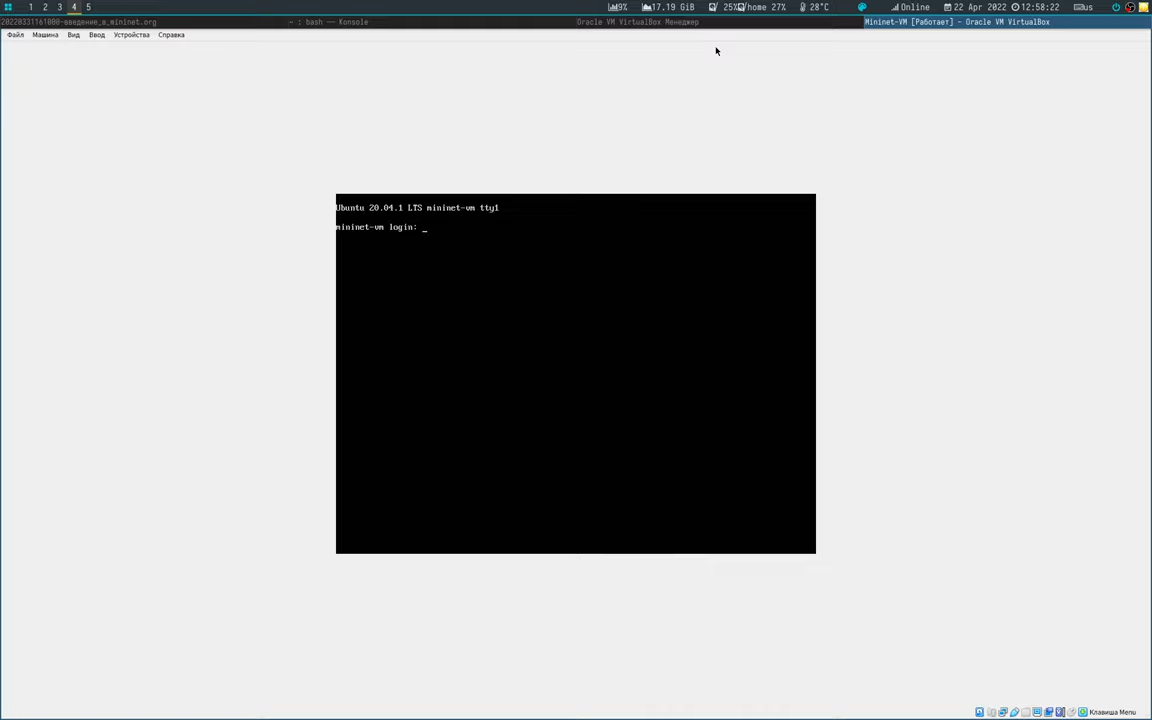 1 2 3 4 5 9% 17.19 GiB / 25% /home 27% 28°C Online 22 Apr 2022 12:58:22 us
20220331161000-введение_в_mininet.org ~ : bash — Konsole Oracle VM VirtualBox Менеджер Mininet-VM [Работает] - Oracle VM VirtualBox
Файл Машина Вид Ввод Устройства Справка
Ubuntu 20.04.1 LTS mininet-vm tty1
mininet-vm login: _
Клавиша Menu